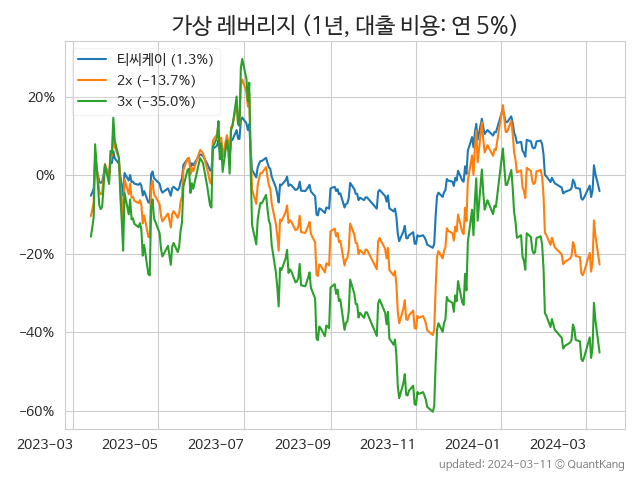 가상 레버리지 (1년, 대출 비용: 연 5%)
티씨케이 (1.3%)
2x (−13.7%)
3x (−35.0%)
20%
0%
−20%
−40%
−60%
2023-03 2023-05 2023-07 2023-09 2023-11 2024-01 2024-03
updated: 2024-03-11 © QuantKang